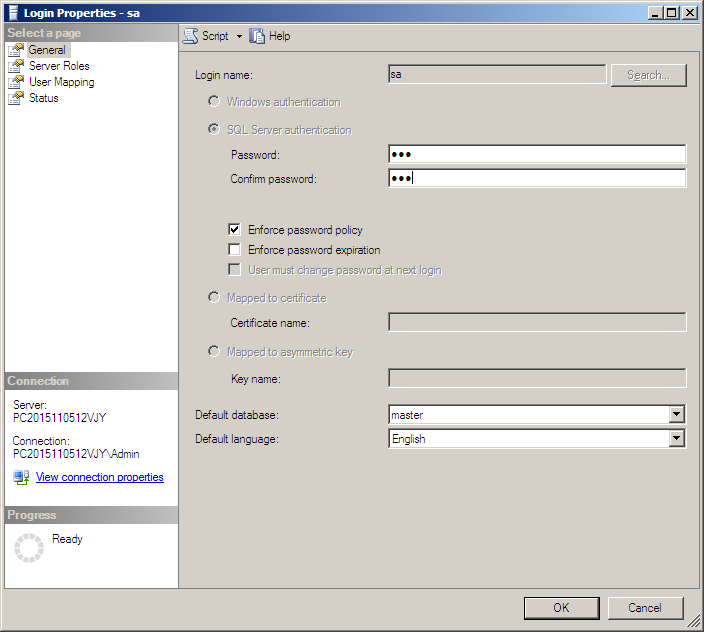 Login Properties - sa
Select a page
General
Server Roles
User Mapping
Status
Script Help
Login name: sa Search...
Windows authentication
SQL Server authentication
Password: ●●●
Confirm password: ●●●
Enforce password policy
Enforce password expiration
User must change password at next login
Mapped to certificate
Certificate name:
Mapped to asymmetric key
Key name:
Default database: master
Default language: English
Connection
Server:
PC2015110512VJY
Connection:
PC2015110512VJY\Admin
View connection properties
Progress
Ready
OK Cancel